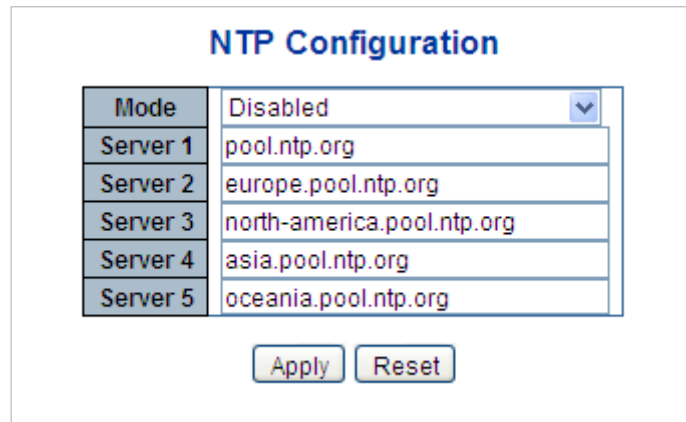 NTP Configuration
Mode Disabled
Server 1 pool.ntp.org
Server 2 europe.pool.ntp.org
Server 3 north-america.pool.ntp.org
Server 4 asia.pool.ntp.org
Server 5 oceania.pool.ntp.org
Apply Reset